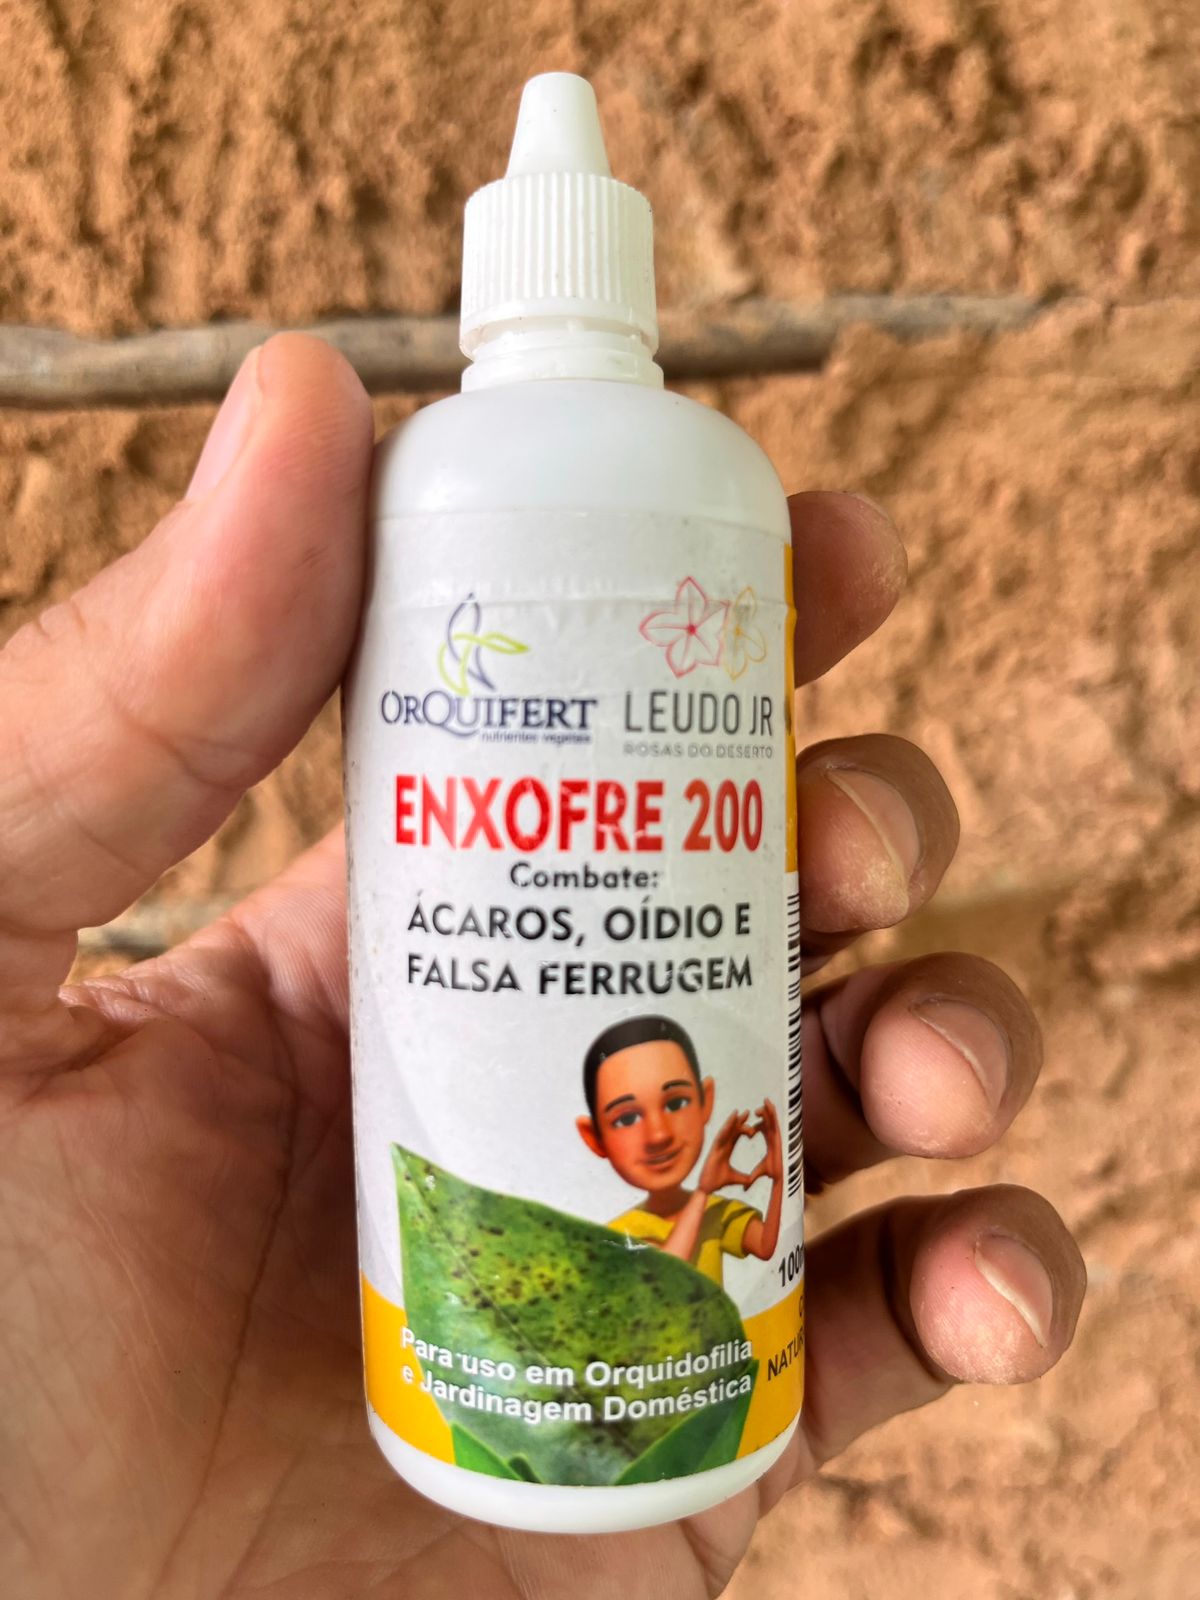 ORQUIFERT
nutrientes vegetais
LEUDO JR
ROSAS DO DESERTO
ENXOFRE 200
Combate:
ÁCAROS, OÍDIO E
FALSA FERRUGEM
Para uso em Orquidofilia
e Jardinagem Doméstica